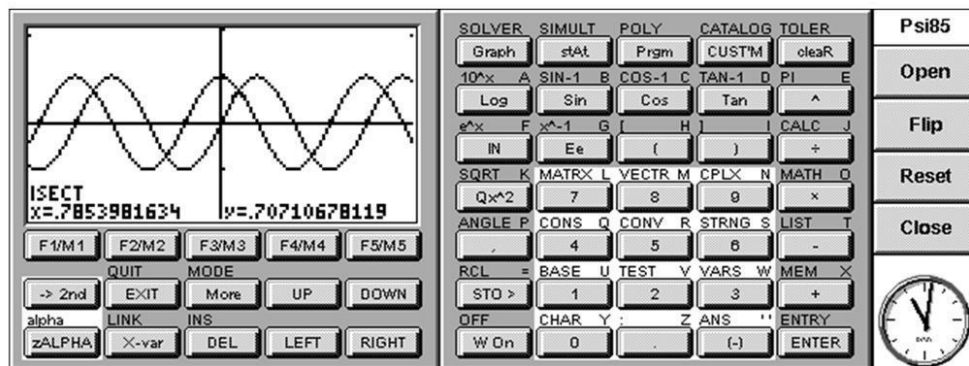 ISECT
x=.7853981634 y=.70710678119
F1/M1 F2/M2 F3/M3 F4/M4 F5/M5
QUIT MODE
-> 2nd EXIT More UP DOWN
alpha LINK INS
zALPHA X-var DEL LEFT RIGHT
SOLVER SIMULT POLY CATALOG TOLER
Graph stAt Prgm CUST'M cleaR
10^x A SIN-1 B COS-1 C TAN-1 D PI E
Log Sin Cos Tan ^
e^x F x^-1 G [ H ] I CALC J
lN Ee ( ) ÷
SQRT K MATRX L VECTR M CPLX N MATH O
Qx^2 7 8 9 ×
ANGLE P CONS Q CONV R STRNG S LIST T
, 4 5 6 -
RCL = BASE U TEST V VARS W MEM X
STO > 1 2 3 +
OFF CHAR Y : Z ANS '' ENTRY
W On 0 . (-) ENTER
Psi85
Open
Flip
Reset
Close